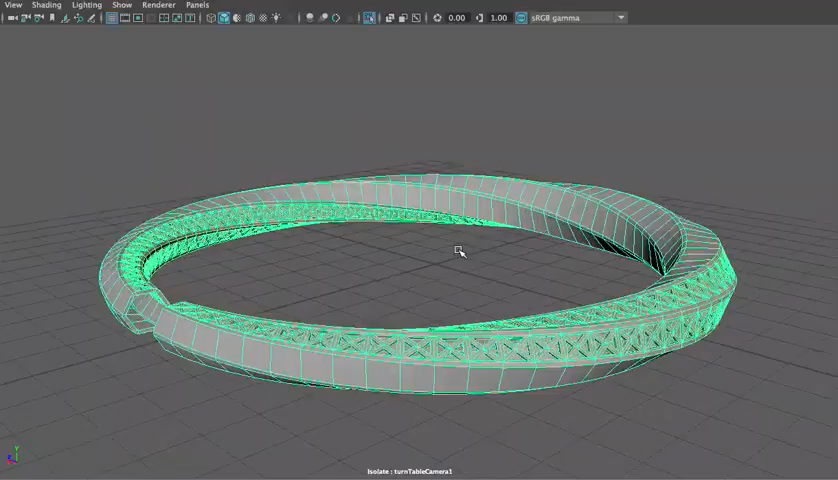 View Shading Lighting Show Renderer Panels
0.00 1.00 sRGB gamma
Y
Isolate : turnTableCamera1